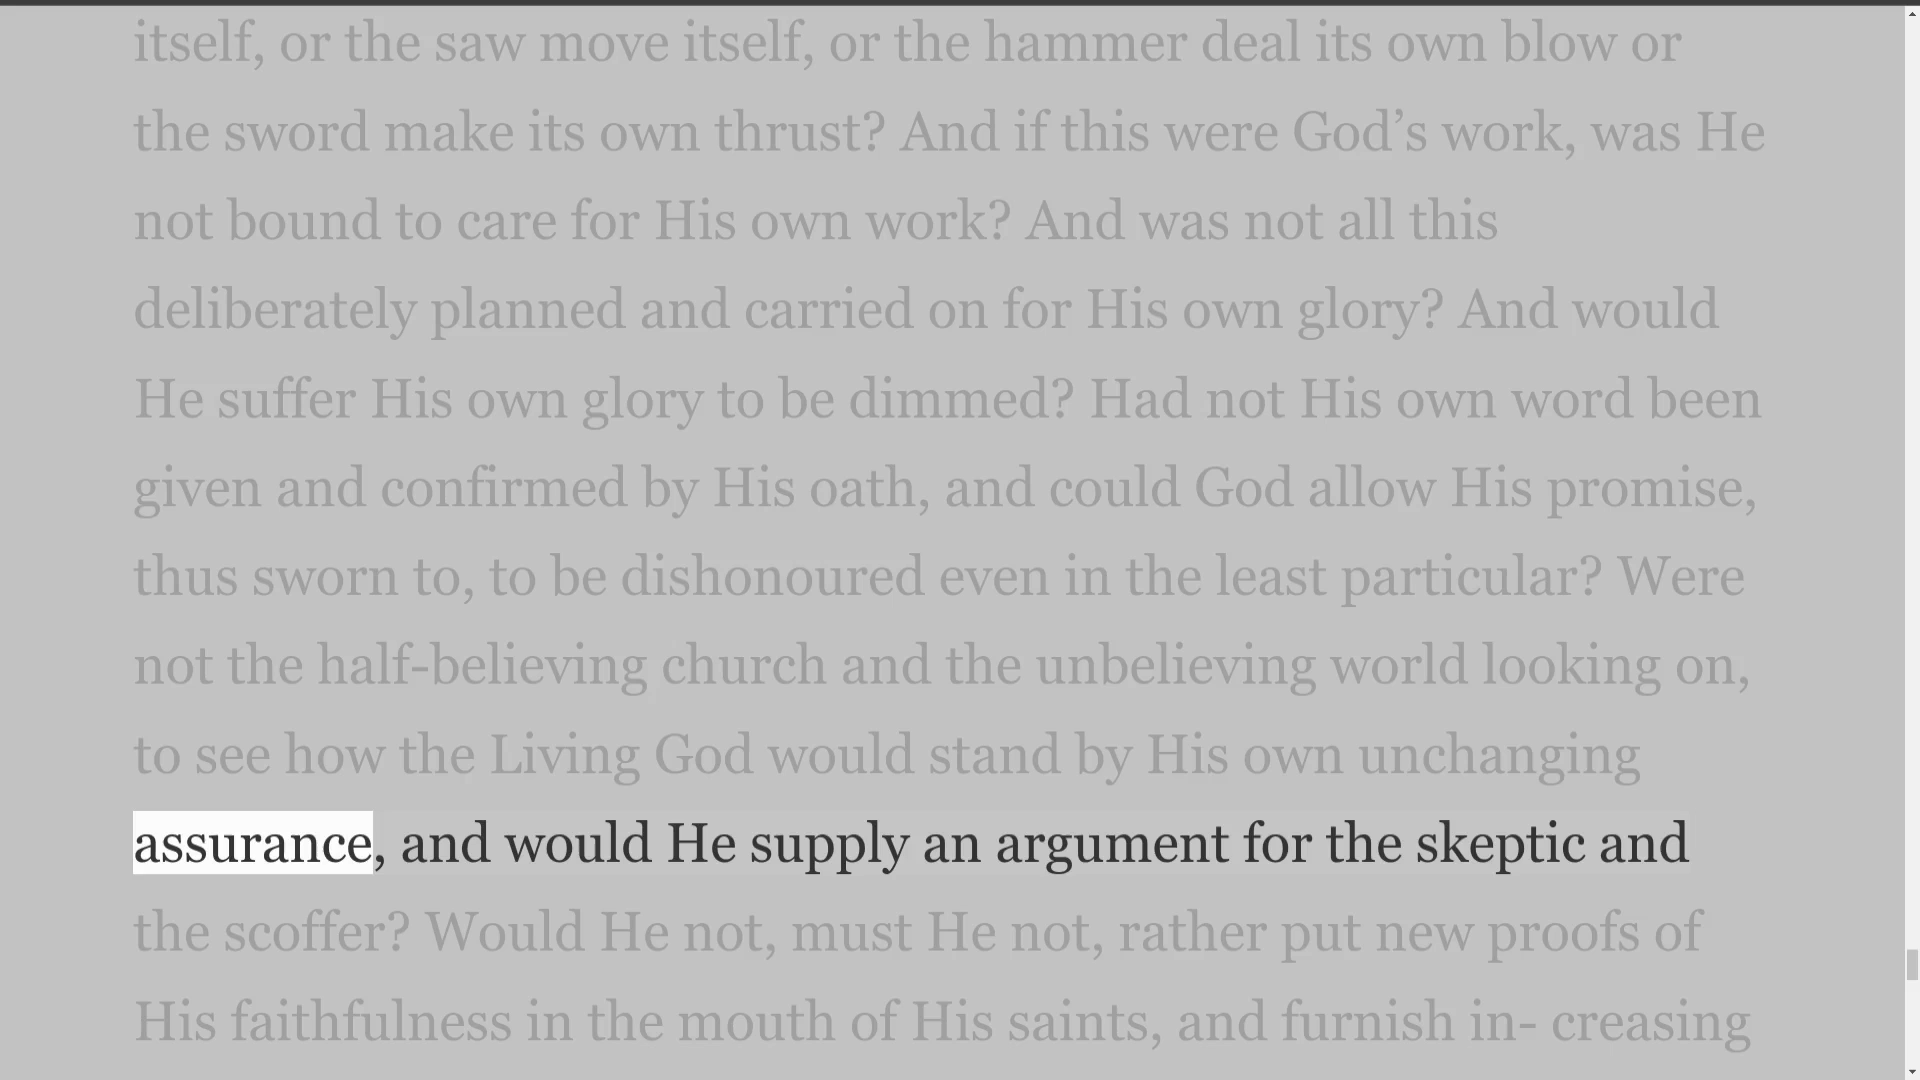 itself, or the saw move itself, or the hammer deal its own blow or
the sword make its own thrust? And if this were God’s work, was He
not bound to care for His own work? And was not all this
deliberately planned and carried on for His own glory? And would
He suffer His own glory to be dimmed? Had not His own word been
given and confirmed by His oath, and could God allow His promise,
thus sworn to, to be dishonoured even in the least particular? Were
not the half-believing church and the unbelieving world looking on,
to see how the Living God would stand by His own unchanging
assurance, and would He supply an argument for the skeptic and
the scoffer? Would He not, must He not, rather put new proofs of
His faithfulness in the mouth of His saints, and furnish in- creasing